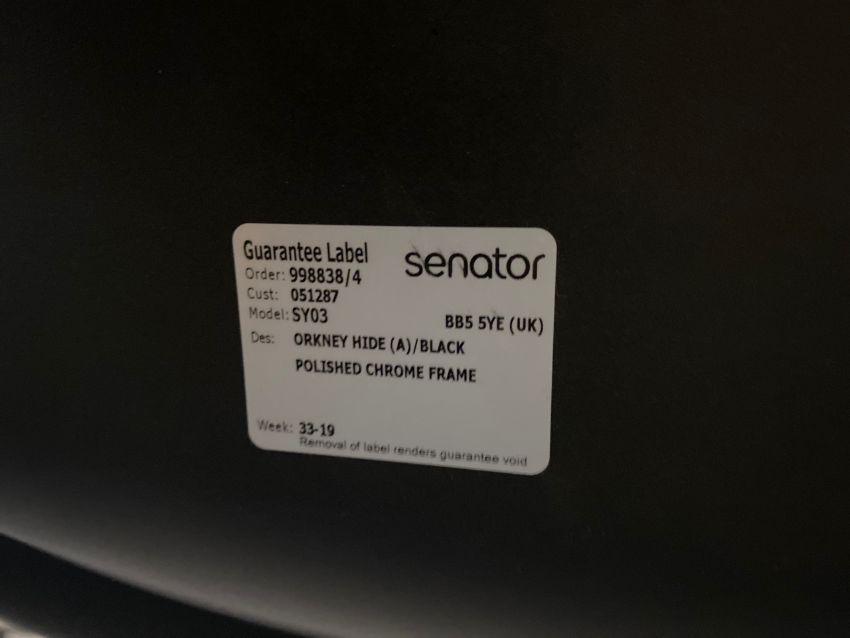 Guarantee Label
senator
Order: 998838/4
Cust: 051287
Model: SY03
BB5 5YE (UK)
Des: ORKNEY HIDE (A)/BLACK
POLISHED CHROME FRAME
Week: 33-19
Removal of label renders guarantee void